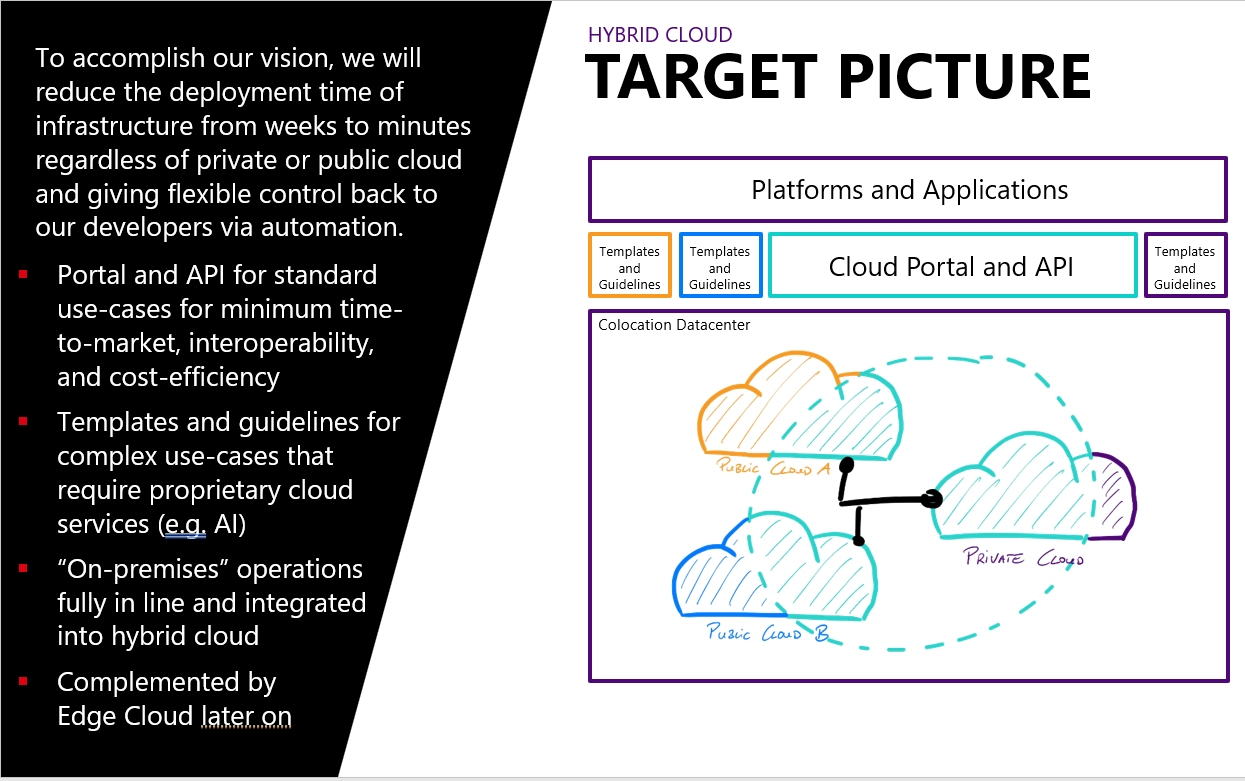 To accomplish our vision, we will
reduce the deployment time of
infrastructure from weeks to minutes
regardless of private or public cloud
and giving flexible control back to
our developers via automation.
Portal and API for standard
use-cases for minimum time-
to-market, interoperability,
and cost-efficiency
Templates and guidelines for
complex use-cases that
require proprietary cloud
services (e.g. AI)
“On-premises” operations
fully in line and integrated
into hybrid cloud
Complemented by
Edge Cloud later on
HYBRID CLOUD
TARGET PICTURE
Platforms and Applications
Templates
and
Guidelines
Templates
and
Guidelines
Cloud Portal and API
Templates
and
Guidelines
Colocation Datacenter
PUBLIC CLOUD A
PRIVATE CLOUD
PUBLIC CLOUD B